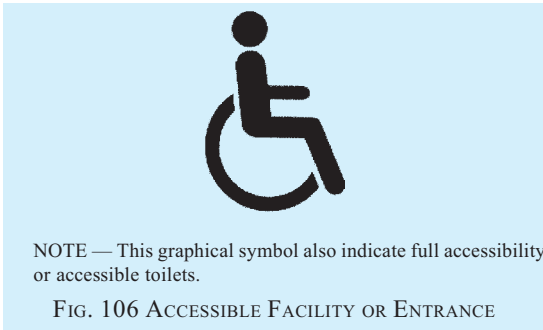 NOTE — This graphical symbol also indicate full accessibility
or accessible toilets.
FIG. 106 ACCESSIBLE FACILITY OR ENTRANCE